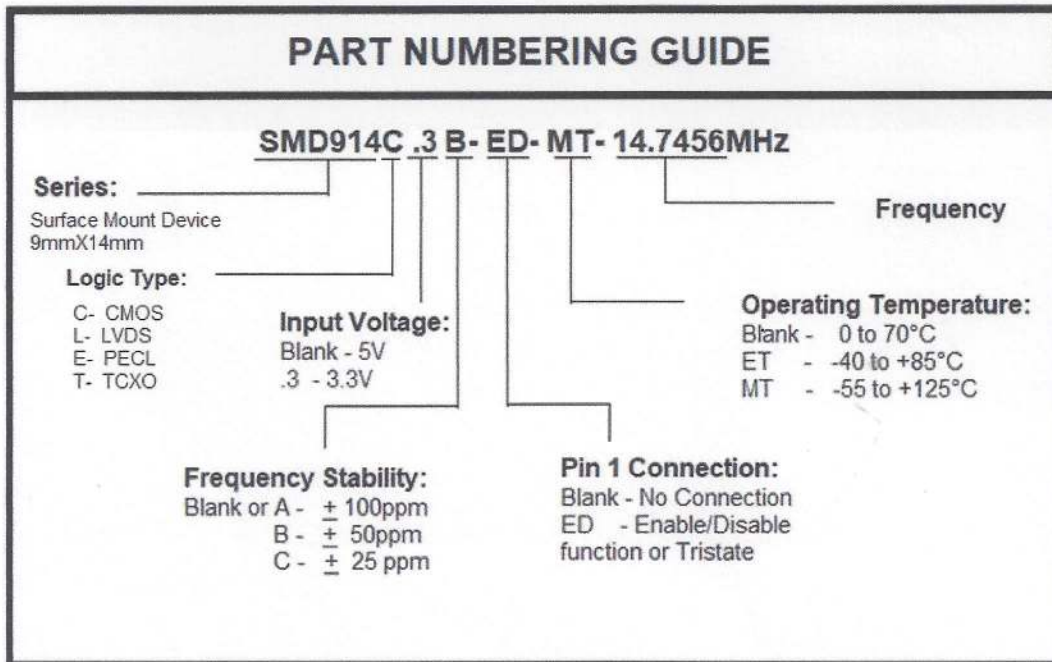 PART NUMBERING GUIDE
SMD914C .3 B- ED- MT- 14.7456MHz
Series:
Surface Mount Device
9mmX14mm
Frequency
Logic Type:
C- CMOS
L- LVDS
E- PECL
T- TCXO
Input Voltage:
Blank - 5V
.3 - 3.3V
Operating Temperature:
Blank - 0 to 70°C
ET - -40 to +85°C
MT - -55 to +125°C
Frequency Stability:
Blank or A - ± 100ppm
B - ± 50ppm
C - ± 25 ppm
Pin 1 Connection:
Blank - No Connection
ED - Enable/Disable
function or Tristate